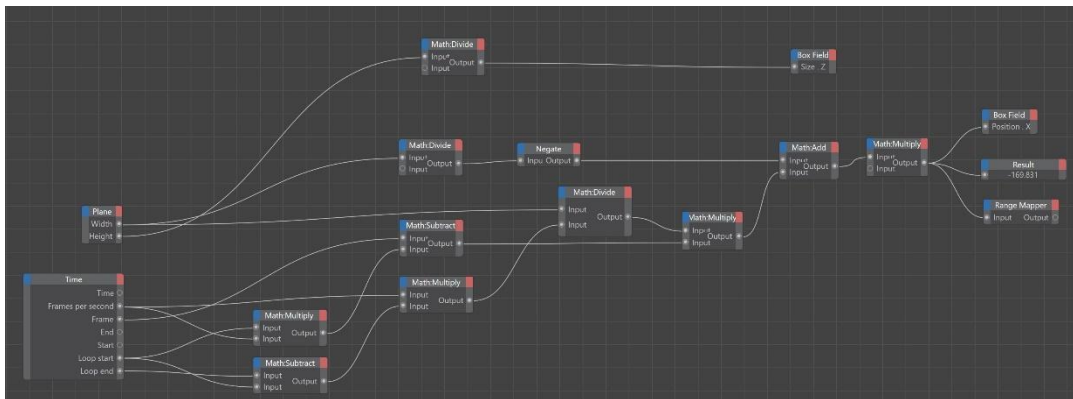 Math:Divide
Input
Output
Input
Box Field
Size . Z
Math:Divide
Input
Output
Input
Negate
Input Output
Math:Divide
Input
Output
Input
Math:Add
Input
Output
Input
Math:Multiply
Input
Output
Input
Box Field
Position . X
Result
-169.831
Range Mapper
Input Output
Plane
Width
Height
Math:Subtract
Input
Output
Input
Math:Multiply
Input
Output
Input
Math:Multiply
Input
Output
Input
Time
Time
Frames per second
Frame
End
Start
Loop start
Loop end
Math:Multiply
Input
Output
Input
Math:Subtract
Input
Output
Input